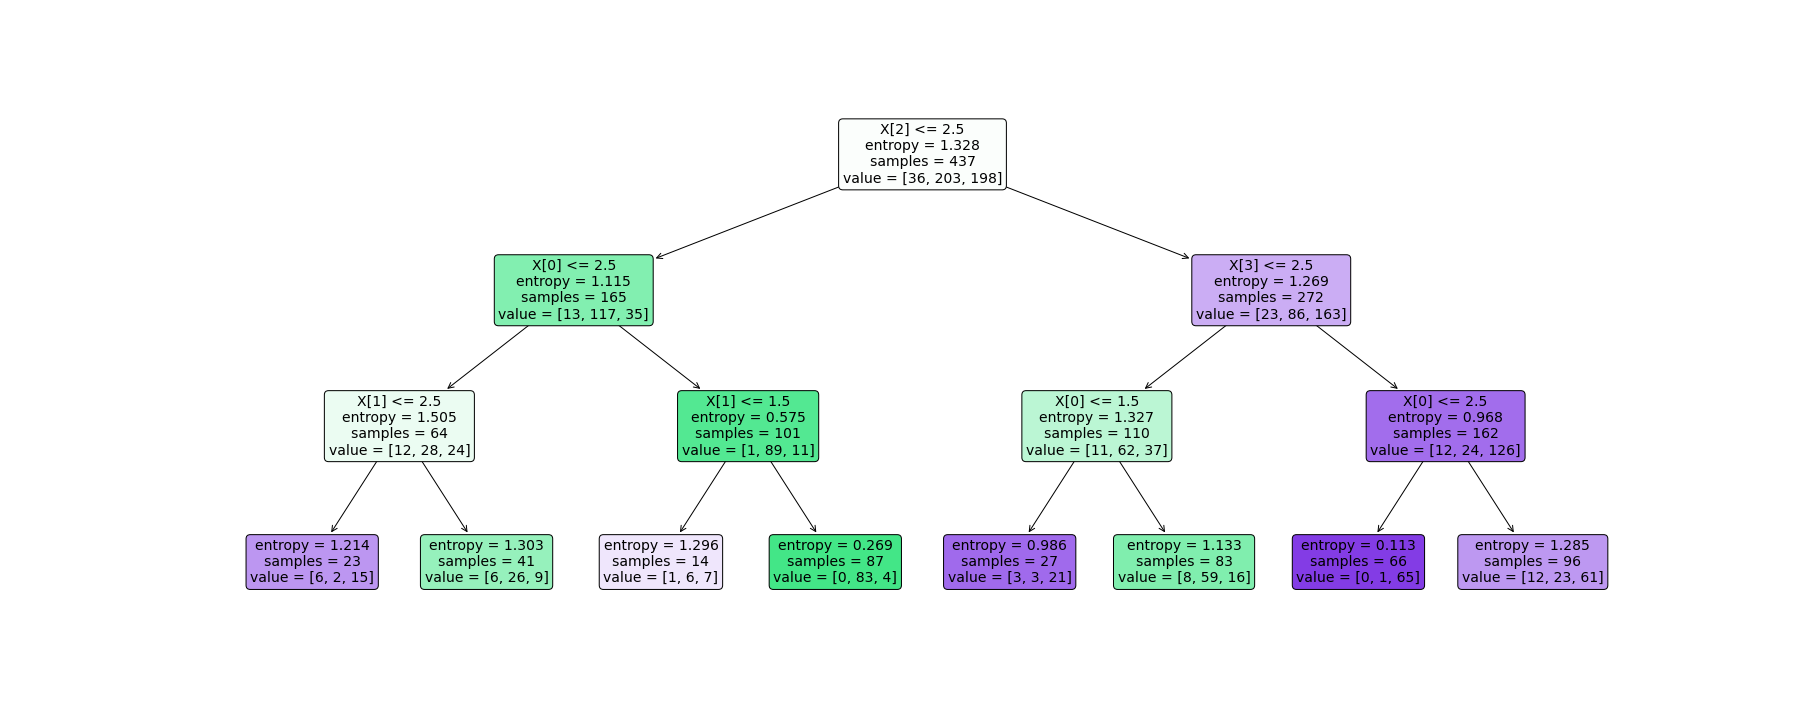 X[2] <= 2.5
entropy = 1.328
samples = 437
value = [36, 203, 198]
X[0] <= 2.5
entropy = 1.115
samples = 165
value = [13, 117, 35]
X[3] <= 2.5
entropy = 1.269
samples = 272
value = [23, 86, 163]
X[1] <= 2.5
entropy = 1.505
samples = 64
value = [12, 28, 24]
X[1] <= 1.5
entropy = 0.575
samples = 101
value = [1, 89, 11]
X[0] <= 1.5
entropy = 1.327
samples = 110
value = [11, 62, 37]
X[0] <= 2.5
entropy = 0.968
samples = 162
value = [12, 24, 126]
entropy = 1.214
samples = 23
value = [6, 2, 15]
entropy = 1.303
samples = 41
value = [6, 26, 9]
entropy = 1.296
samples = 14
value = [1, 6, 7]
entropy = 0.269
samples = 87
value = [0, 83, 4]
entropy = 0.986
samples = 27
value = [3, 3, 21]
entropy = 1.133
samples = 83
value = [8, 59, 16]
entropy = 0.113
samples = 66
value = [0, 1, 65]
entropy = 1.285
samples = 96
value = [12, 23, 61]